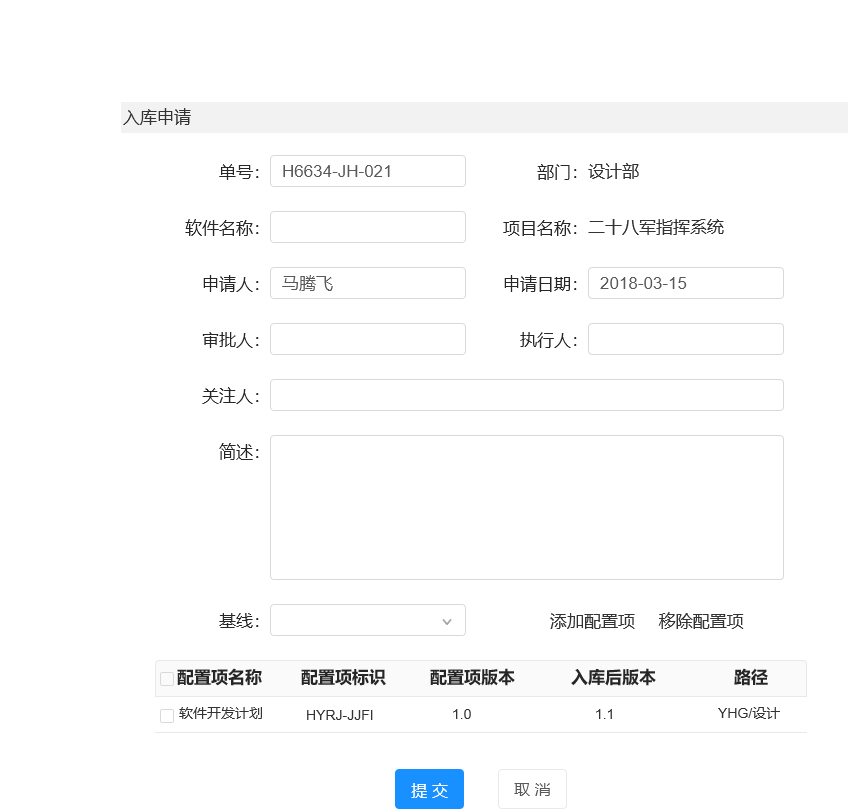 入库申请
单号： H6634-JH-021 部门： 设计部
软件名称： 项目名称： 二十八军指挥系统
申请人： 马腾飞 申请日期： 2018-03-15
审批人： 执行人：
关注人：
简述：
基线： 添加配置项 移除配置项
配置项名称 配置项标识 配置项版本 入库后版本 路径
软件开发计划 HYRJ-JJFI 1.0 1.1 YHG/设计
提 交 取 消